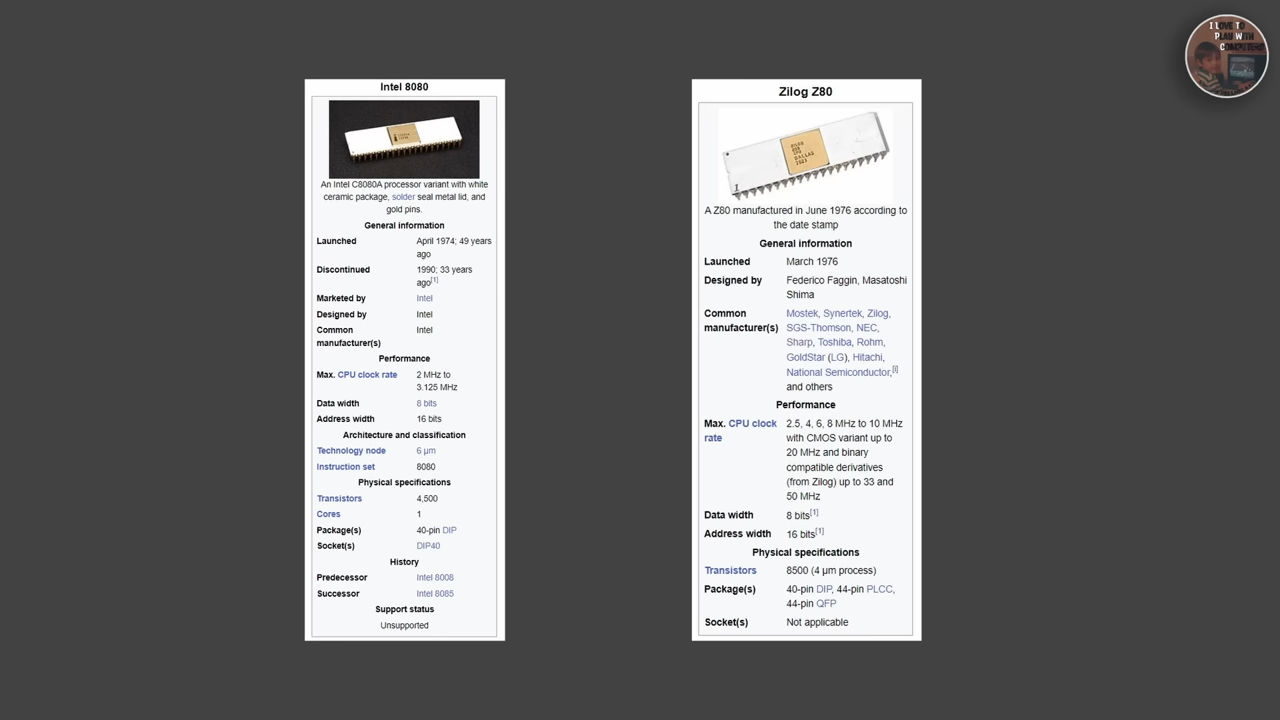 I LOVE TO
PLAY WITH
COMPUTERS
Intel 8080
An Intel C8080A processor variant with white
ceramic package, solder seal metal lid, and
gold pins.
General information
Launched April 1974; 49 years
ago
Discontinued 1990; 33 years
ago[1]
Marketed by Intel
Designed by Intel
Common Intel
manufacturer(s)
Performance
Max. CPU clock rate 2 MHz to
3.125 MHz
Data width 8 bits
Address width 16 bits
Architecture and classification
Technology node 6 μm
Instruction set 8080
Physical specifications
Transistors 4,500
Cores 1
Package(s) 40-pin DIP
Socket(s) DIP40
History
Predecessor Intel 8008
Successor Intel 8085
Support status
Unsupported
Zilog Z80
DALLAS
A Z80 manufactured in June 1976 according to
the date stamp
General information
Launched March 1976
Designed by Federico Faggin, Masatoshi
Shima
Common Mostek, Synertek, Zilog,
manufacturer(s) SGS-Thomson, NEC,
Sharp, Toshiba, Rohm,
GoldStar (LG), Hitachi,
National Semiconductor,[i]
and others
Performance
Max. CPU clock 2.5, 4, 6, 8 MHz to 10 MHz
rate with CMOS variant up to
20 MHz and binary
compatible derivatives
(from Zilog) up to 33 and
50 MHz
Data width 8 bits[1]
Address width 16 bits[1]
Physical specifications
Transistors 8500 (4 μm process)
Package(s) 40-pin DIP, 44-pin PLCC,
44-pin QFP
Socket(s) Not applicable